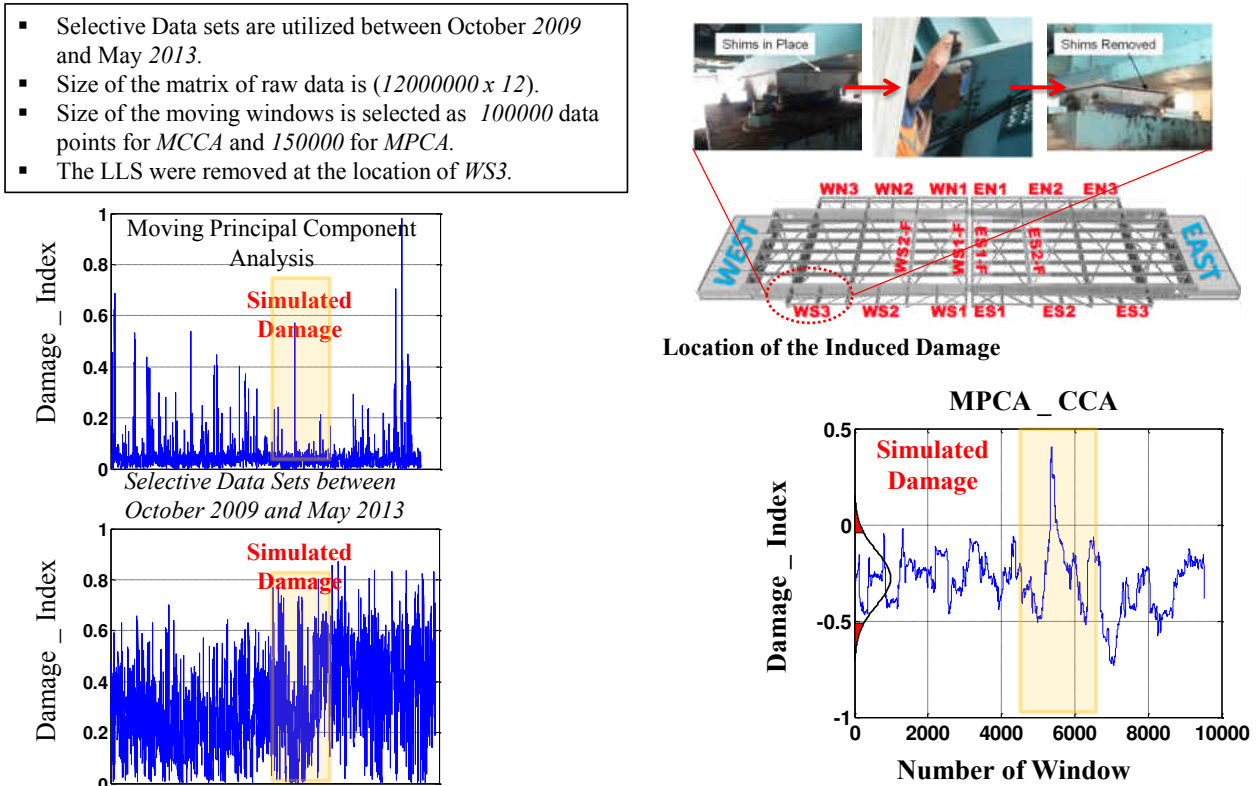 ▪ Selective Data sets are utilized between October 2009
and May 2013.
▪ Size of the matrix of raw data is (12000000 x 12).
▪ Size of the moving windows is selected as 100000 data
points for MCCA and 150000 for MPCA.
▪ The LLS were removed at the location of WS3.
Shims in Place
Shims Removed
WN3 WN2 WN1 EN1 EN2 EN3
WEST
WS2-F
WS1-F
ES1-F
ES2-F
EAST
WS3 WS2 WS1 ES1 ES2 ES3
Location of the Induced Damage
Damage _ Index
1
0.8
0.6
0.4
0.2
0
Moving Principal Component
Analysis
Simulated
Damage
Selective Data Sets between
October 2009 and May 2013
Damage _ Index
1
0.8
0.6
0.4
0.2
0
Simulated
Damage
MPCA _ CCA
Damage _ Index
0.5
0
-0.5
-1
Simulated
Damage
0 2000 4000 6000 8000 10000
0 2000 4000 6000 8000 10000
Number of Window